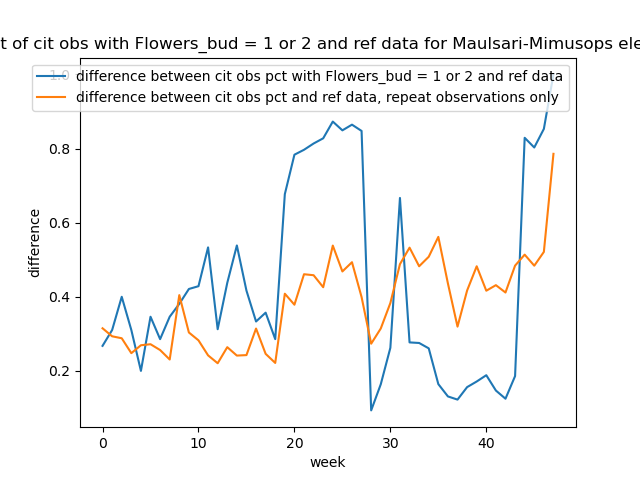 t of cit obs with Flowers_bud = 1 or 2 and ref data for Maulsari-Mimusops ele
difference between cit obs pct with Flowers_bud = 1 or 2 and ref data
difference between cit obs pct and ref data, repeat observations only
1.0
0.8
0.6
0.4
0.2
difference
0 10 20 30 40
week